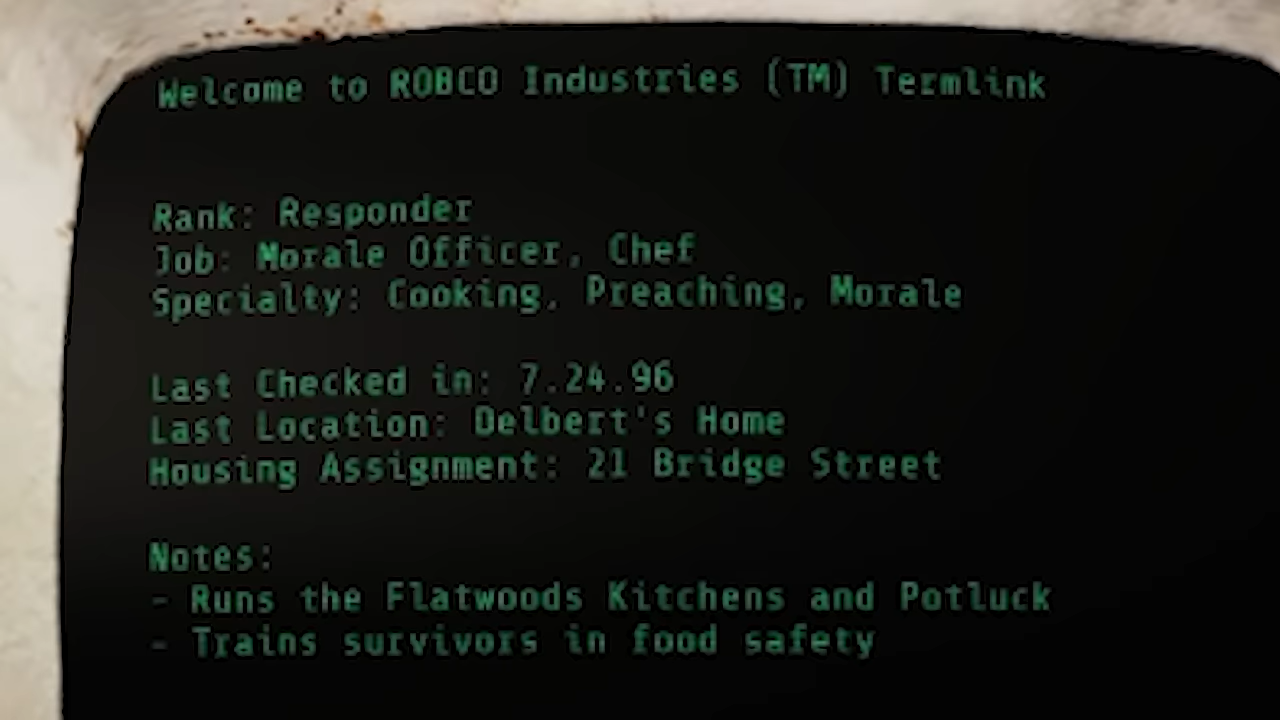 Welcome to ROBCO Industries (TM) Termlink
Rank: Responder
Job: Morale Officer, Chef
Specialty: Cooking, Preaching, Morale
Last Checked in: 7.24.96
Last Location: Delbert's Home
Housing Assignment: 21 Bridge Street
Notes:
- Runs the Flatwoods Kitchens and Potluck
- Trains survivors in food safety